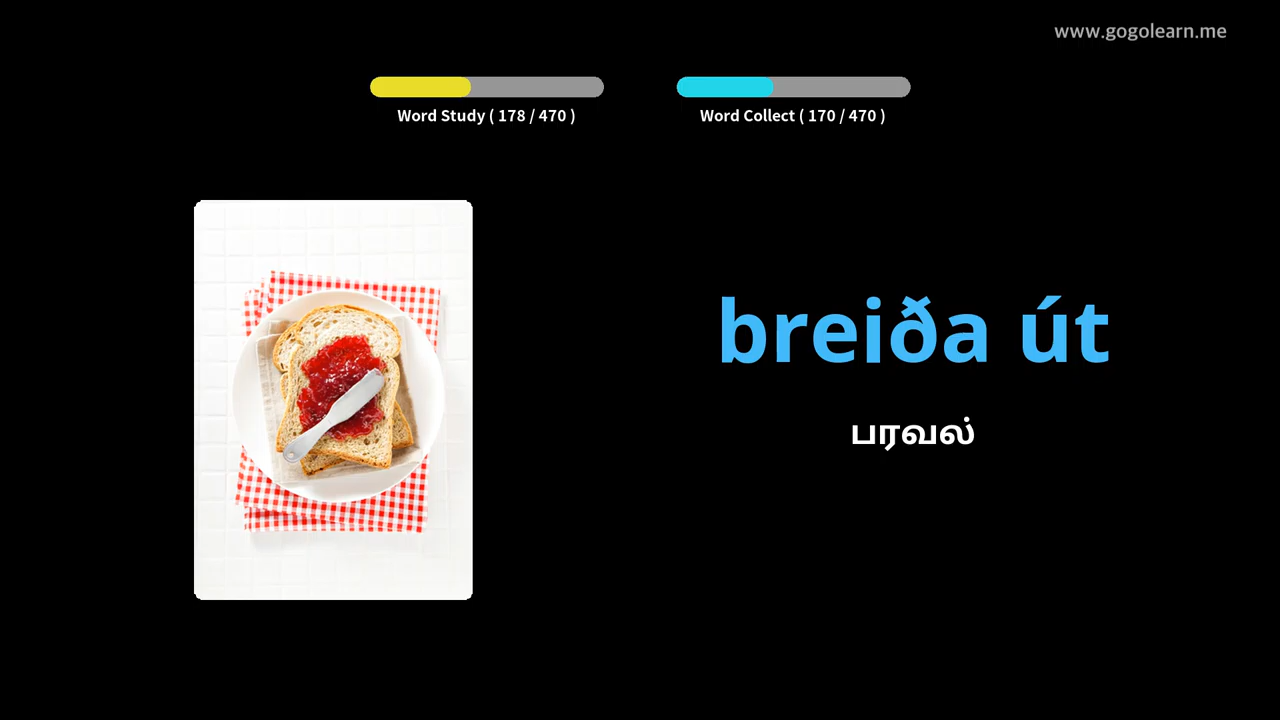 www.gogolearn.me
Word Study ( 178 / 470 )
Word Collect ( 170 / 470 )
breiða út
பரவல்